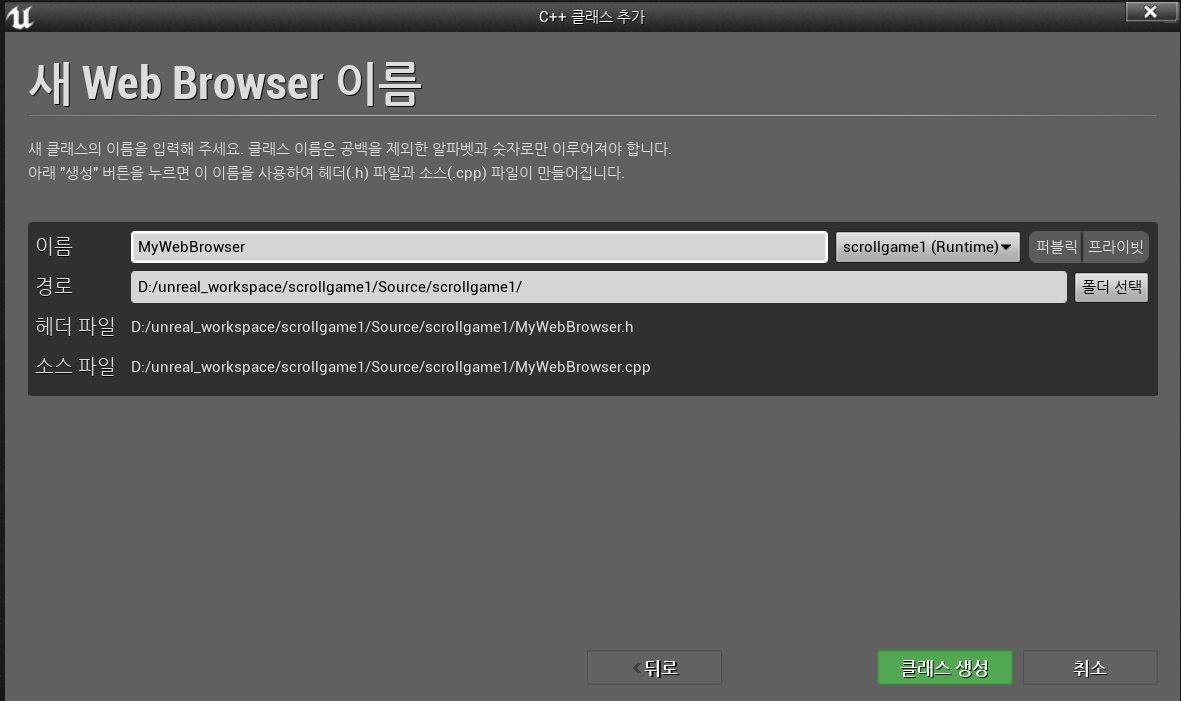 C++ 클래스 추가
새 Web Browser 이름
새 클래스의 이름을 입력해 주세요. 클래스 이름은 공백을 제외한 알파벳과 숫자로만 이루어져야 합니다.
아래 "생성" 버튼을 누르면 이 이름을 사용하여 헤더(.h) 파일과 소스(.cpp) 파일이 만들어집니다.
이름 MyWebBrowser scrollgame1 (Runtime) 퍼블릭 프라이빗
경로 D:/unreal_workspace/scrollgame1/Source/scrollgame1/ 폴더 선택
헤더 파일 D:/unreal_workspace/scrollgame1/Source/scrollgame1/MyWebBrowser.h
소스 파일 D:/unreal_workspace/scrollgame1/Source/scrollgame1/MyWebBrowser.cpp
뒤로 클래스 생성 취소